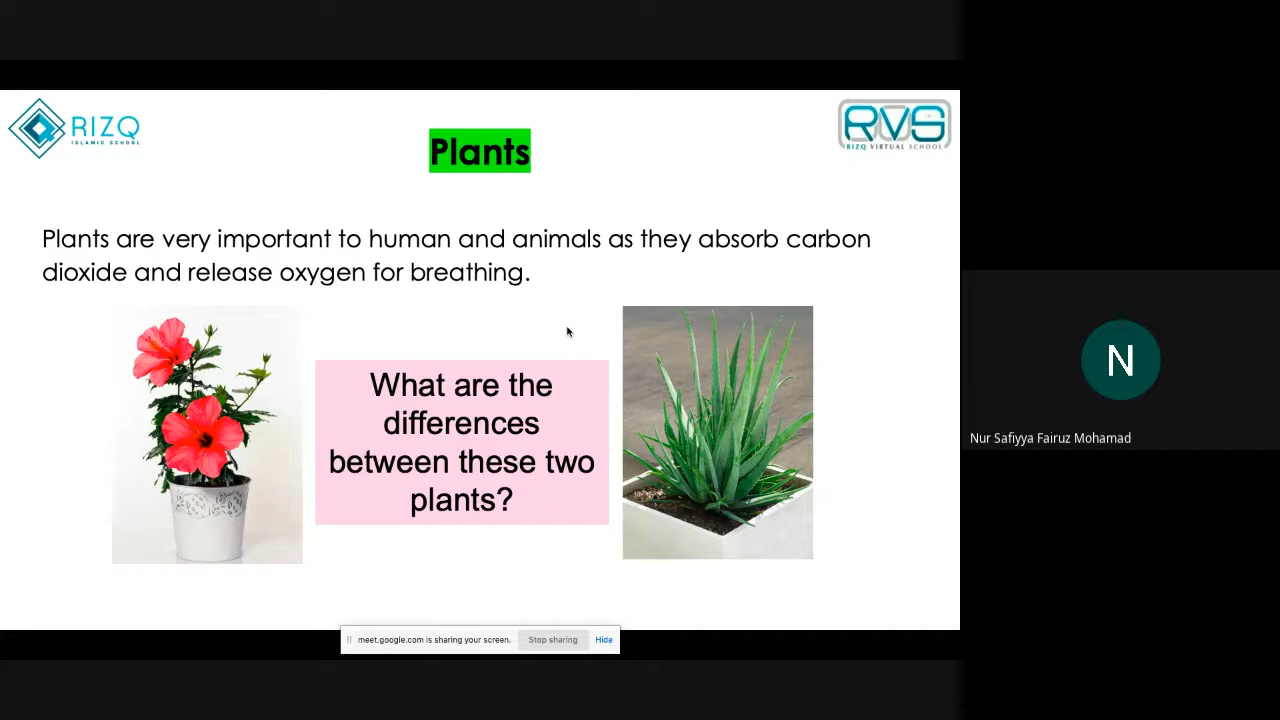 RIZQ
ISLAMIC SCHOOL
RVS
RIZQ VIRTUAL SCHOOL
Plants
Plants are very important to human and animals as they absorb carbon
dioxide and release oxygen for breathing.
What are the
differences
between these two
plants?
N
Nur Safiyya Fairuz Mohamad
meet.google.com is sharing your screen.
Stop sharing
Hide